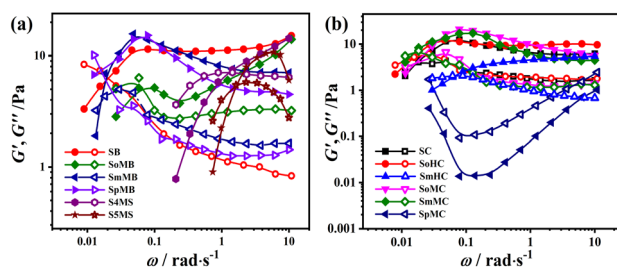 (a)
G', G'' /Pa
10
1
SB
SoMB
SmMB
SpMB
S4MS
S5MS
0.01 0.1 1 10
ω / rad·s⁻¹
(b)
G', G'' /Pa
100
10
1
0.1
0.01
0.001
SC
SoHC
SmHC
SoMC
SmMC
SpMC
0.01 0.1 1 10
ω / rad·s⁻¹